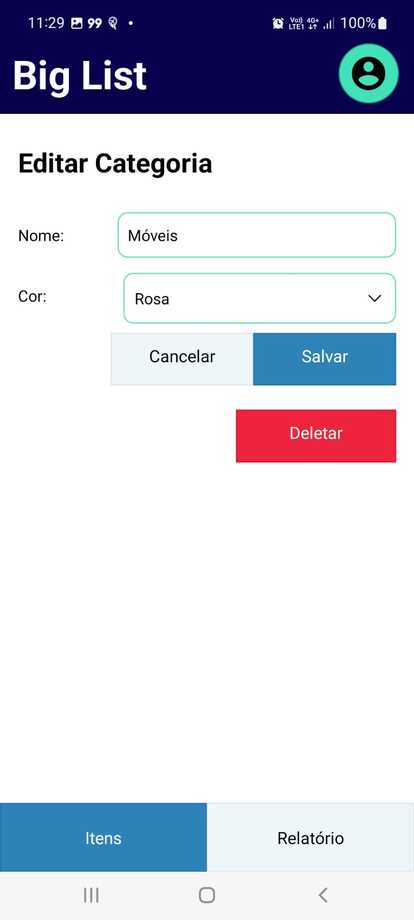 11:29 99 Vo) 4G+ LTE1 100%
Big List
Editar Categoria
Nome: Móveis
Cor: Rosa
Cancelar Salvar
Deletar
Itens Relatório